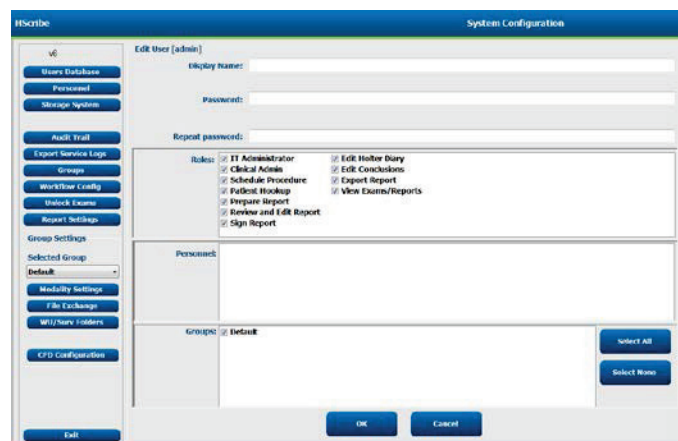 HScribe
System Configuration
v6
Users Database
Personnel
Storage System
Audit Trail
Export Service Logs
Groups
Workflow Config
Unlock Exams
Report Settings
Group Settings
Selected Group
Default
Modality Settings
File Exchange
WU/Surv Folders
CFD Configuration
Exit
Edit User [admin]
Display Name:
Password:
Repeat password:
Roles:
IT Administrator
Clinical Admin
Schedule Procedure
Patient Hookup
Prepare Report
Review and Edit Report
Sign Report
Edit Holter Diary
Edit Conclusions
Export Report
View Exams/Reports
Personnel:
Groups:
Default
Select All
Select None
OK
Cancel